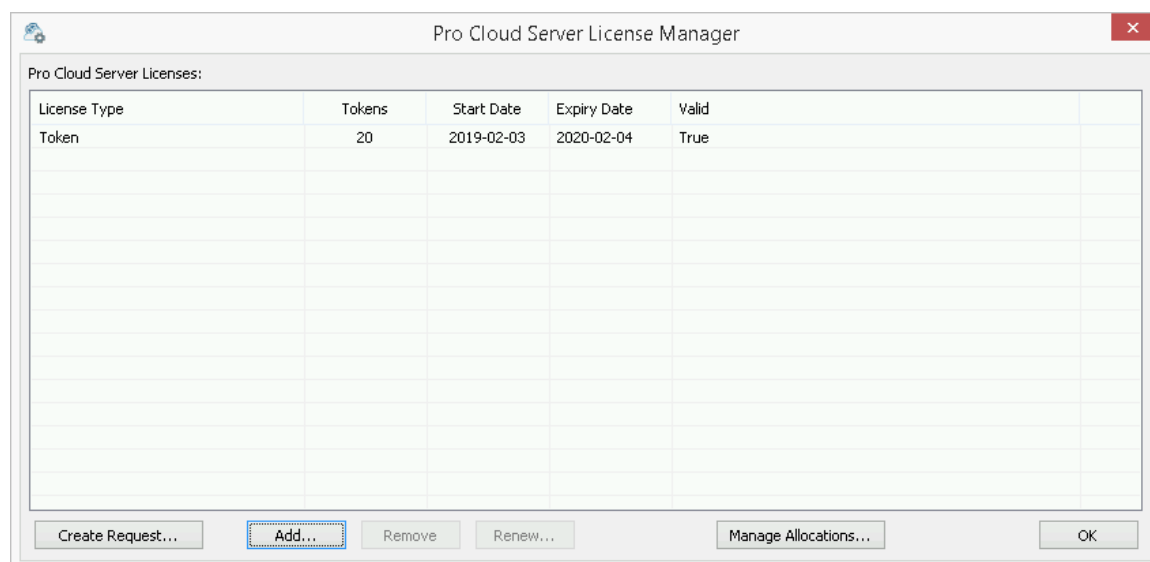 Pro Cloud Server License Manager
Pro Cloud Server Licenses:
License Type Tokens Start Date Expiry Date Valid
Token 20 2019-02-03 2020-02-04 True
Create Request... Add... Remove Renew... Manage Allocations... OK